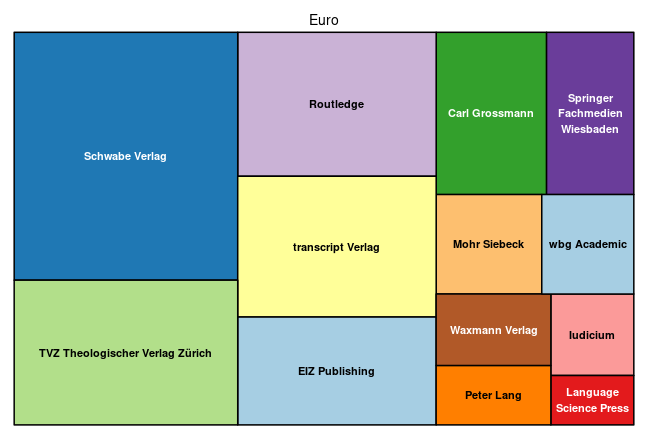 Euro
Schwabe Verlag
TVZ Theologischer Verlag Zürich
Routledge
transcript Verlag
EIZ Publishing
Carl Grossmann
Springer
Fachmedien
Wiesbaden
Mohr Siebeck
wbg Academic
Waxmann Verlag
Iudicium
Peter Lang
Language
Science Press